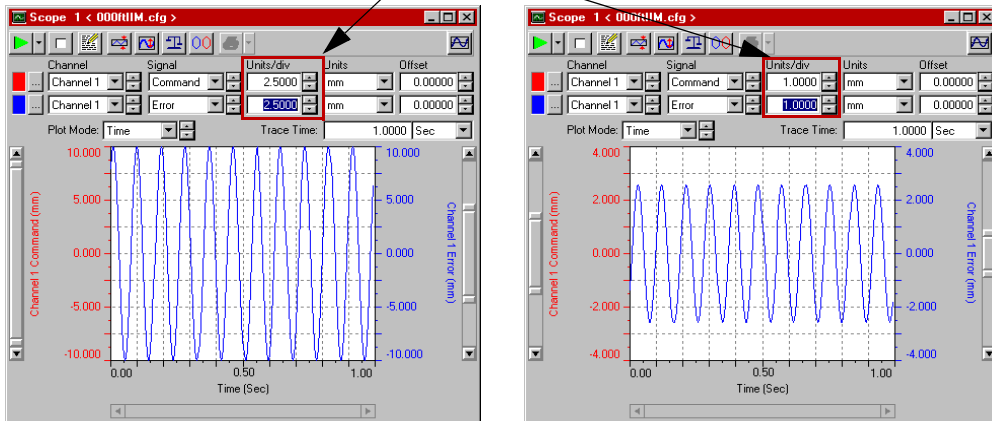 Scope 1 < 000ftIIM.cfg >
Channel Signal Units/div Units Offset
Channel 1 Command 2.5000 mm 0.00000
Channel 1 Error 2.5000 mm 0.00000
Plot Mode: Time Trace Time: 1.0000 Sec
10.000
5.000
0.000
-5.000
-10.000
Channel 1 Command (mm)
10.000
5.000
0.000
-5.000
-10.000
Channel 1 Error (mm)
0.00 0.50 1.00
Time (Sec)
Scope 1 < 000ftIIM.cfg >
Channel Signal Units/div Units Offset
Channel 1 Command 1.0000 mm 0.00000
Channel 1 Error 1.0000 mm 0.00000
Plot Mode: Time Trace Time: 1.0000 Sec
4.000
2.000
0.000
-2.000
-4.000
Channel 1 Command (mm)
4.000
2.000
0.000
-2.000
-4.000
Channel 1 Error (mm)
0.00 0.50 1.00
Time (Sec)